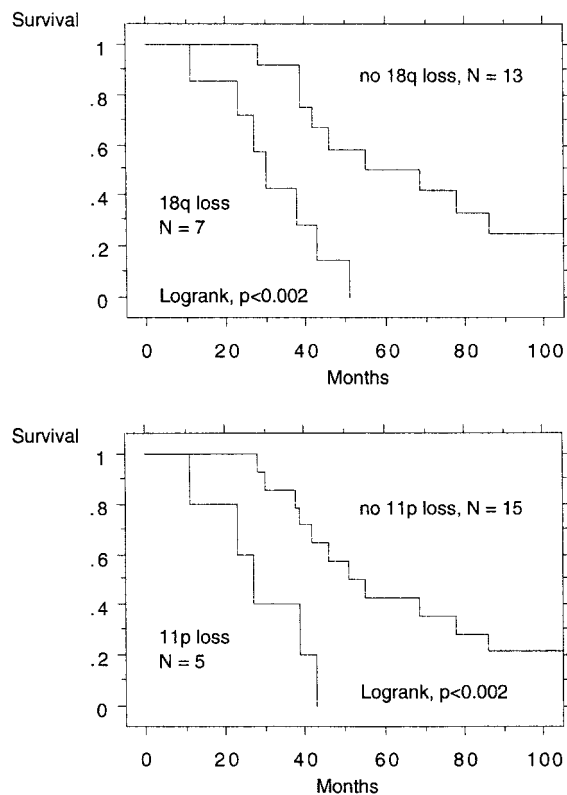 Survival
1
.8
.6
.4
.2
0
no 18q loss, N = 13
18q loss
N = 7
Logrank, p<0.002
0 20 40 60 80 100
Months
Survival
1
.8
.6
.4
.2
0
no 11p loss, N = 15
11p loss
N = 5
Logrank, p<0.002
0 20 40 60 80 100
Months